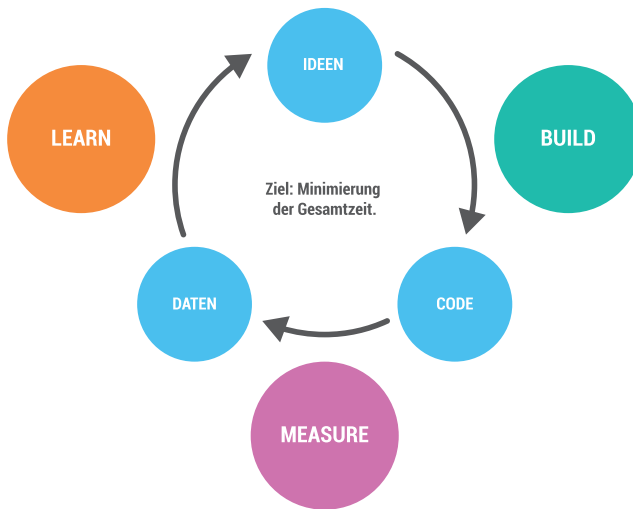 IDEEN
LEARN
BUILD
Ziel: Minimierung
der Gesamtzeit.
DATEN
CODE
MEASURE